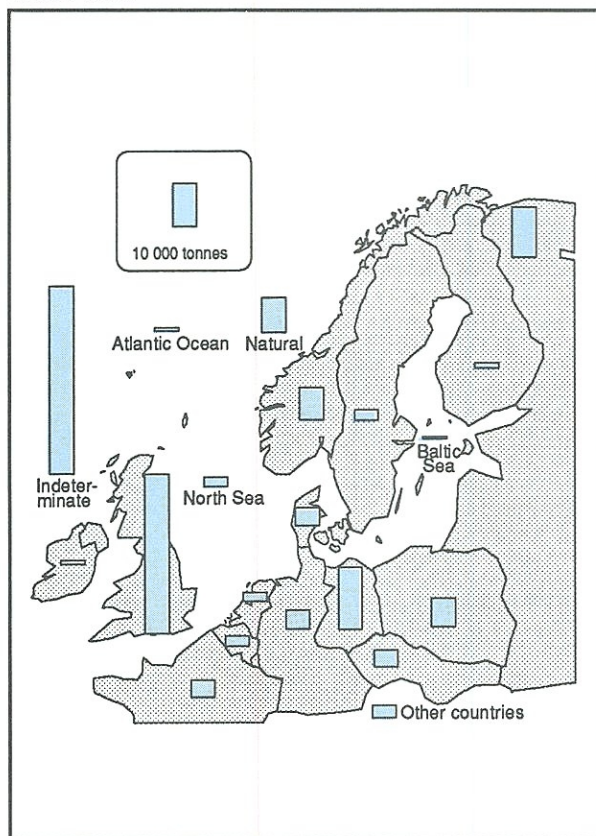 10 000 tonnes
Atlantic Ocean
Natural
Indeter-
minate
North Sea
Baltic
Sea
Other countries